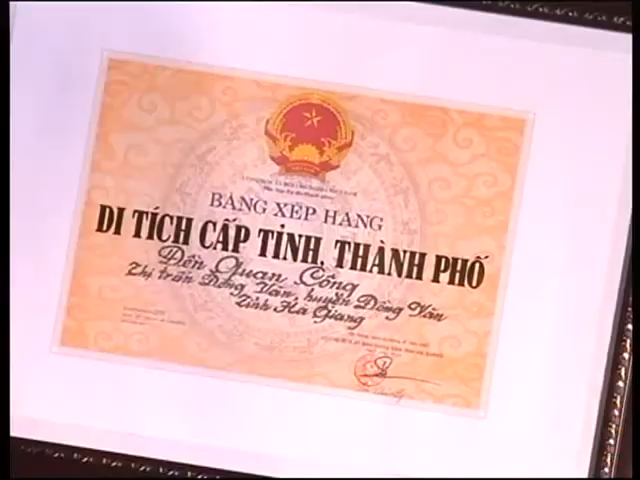 BẰNG XẾP HẠNG
DI TÍCH CẤP TỈNH, THÀNH PHỐ
Đền Quan Công
Thị trấn Đồng Văn, huyện Đồng Văn
Tỉnh Hà Giang